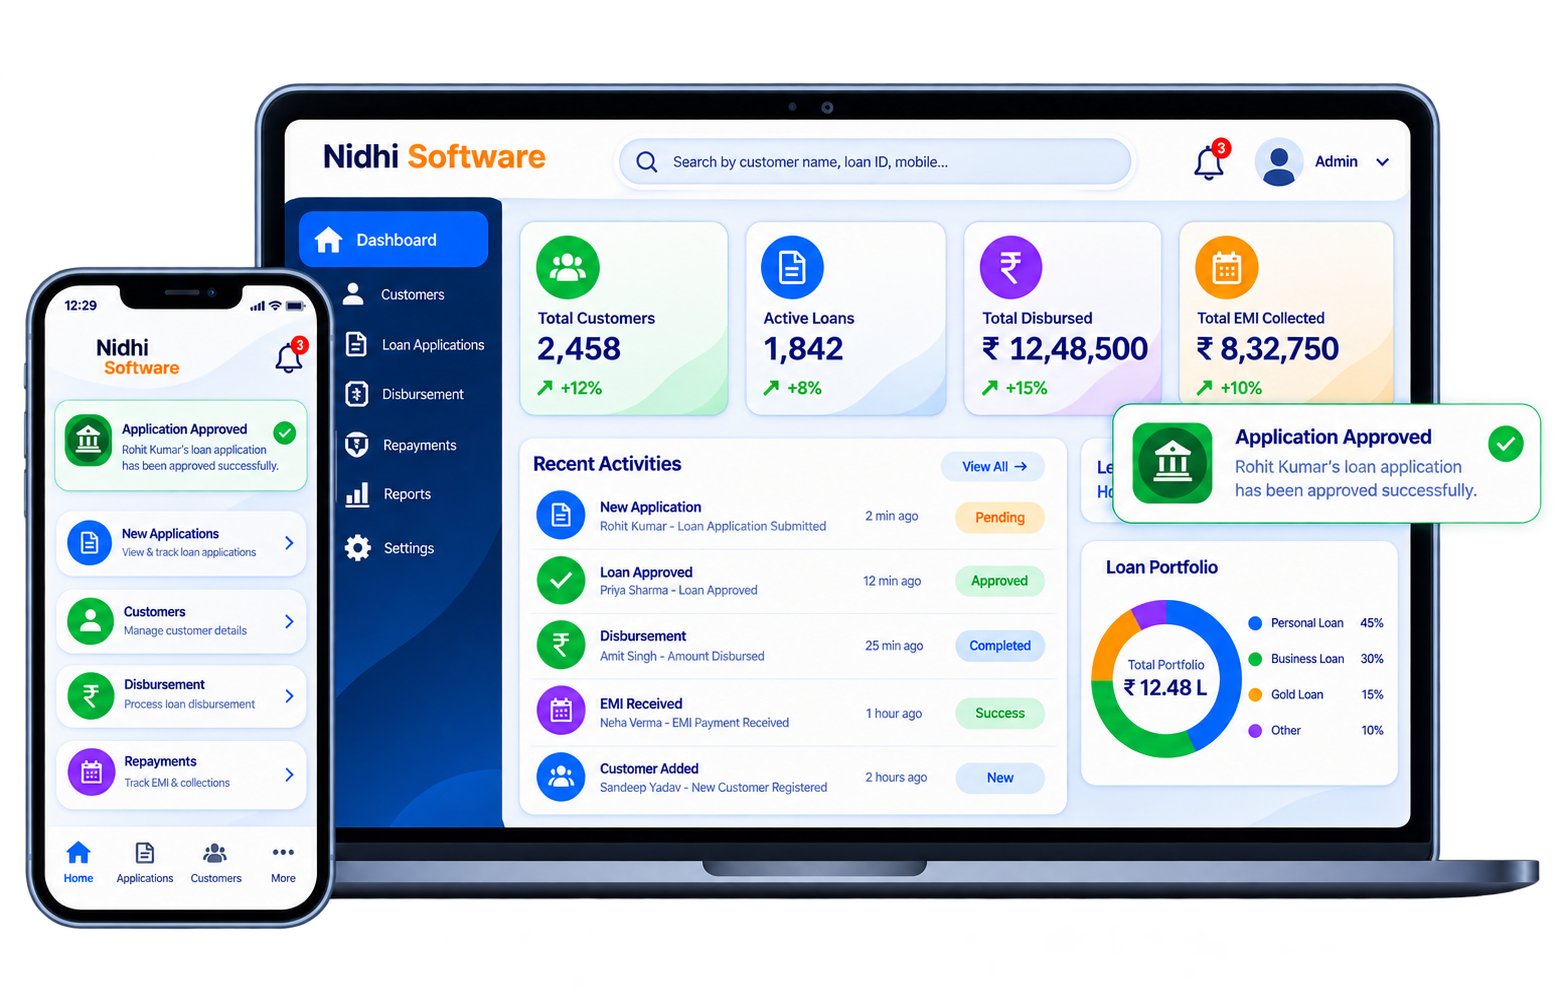 Nidhi Software
Search by customer name, loan ID, mobile...
3
Admin
Dashboard
Customers
Loan Applications
Disbursement
Repayments
Reports
Settings
Total Customers
2,458
+12%
Active Loans
1,842
+8%
Total Disbursed
₹ 12,48,500
+15%
Total EMI Collected
₹ 8,32,750
+10%
Application Approved
Rohit Kumar's loan application
has been approved successfully.
Recent Activities
View All →
New Application
Rohit Kumar - Loan Application Submitted
2 min ago
Pending
Loan Approved
Priya Sharma - Loan Approved
12 min ago
Approved
Disbursement
Amit Singh - Amount Disbursed
25 min ago
Completed
EMI Received
Neha Verma - EMI Payment Received
1 hour ago
Success
Customer Added
Sandeep Yadav - New Customer Registered
2 hours ago
New
Loan Portfolio
Total Portfolio
₹ 12.48 L
Personal Loan 45%
Business Loan 30%
Gold Loan 15%
Other 10%
12:29
Nidhi
Software
3
Application Approved
Rohit Kumar's loan application
has been approved successfully.
New Applications
View & track loan applications
Customers
Manage customer details
Disbursement
Process loan disbursement
Repayments
Track EMI & collections
Home
Applications
Customers
More